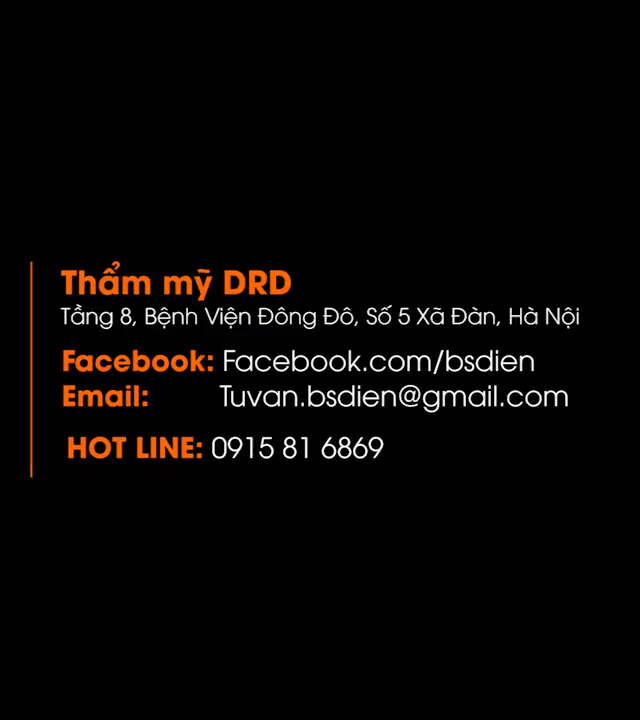 Thẩm mỹ DRD
Tầng 8, Bệnh Viện Đông Đô, Số 5 Xã Đàn, Hà Nội
Facebook: Facebook.com/bsdien
Email: Tuvan.bsdien@gmail.com
HOT LINE: 0915 81 6869